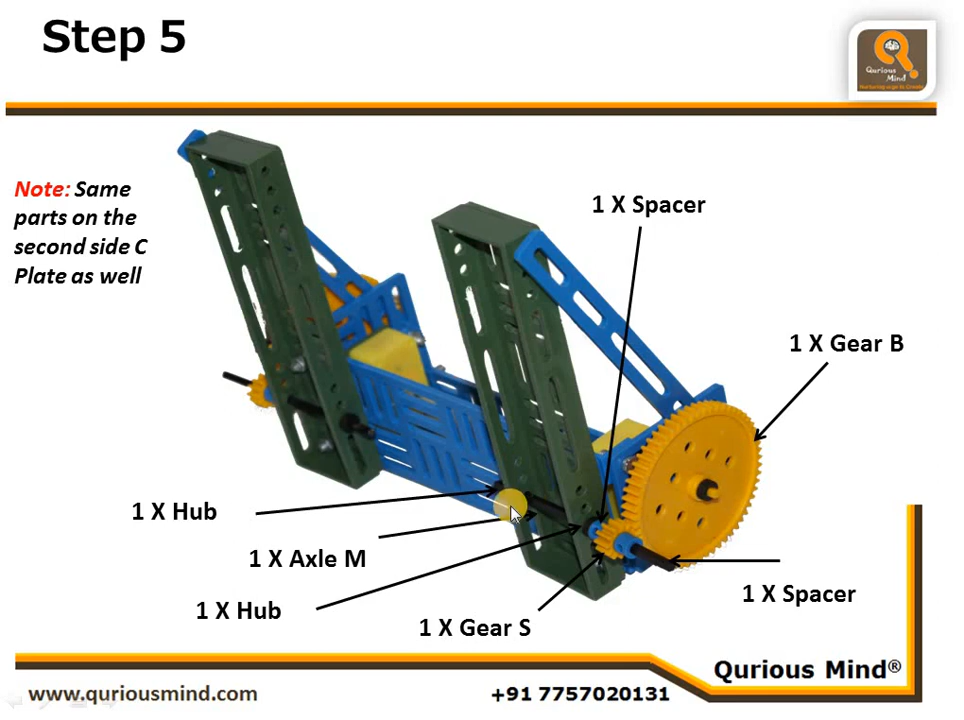 Step 5
Qurious
Mind
Note: Same
parts on the
second side C
Plate as well
1 X Spacer
1 X Gear B
1 X Hub
1 X Axle M
1 X Hub
1 X Gear S
1 X Spacer
Qurious Mind®
www.quriousmind.com
+91 7757020131